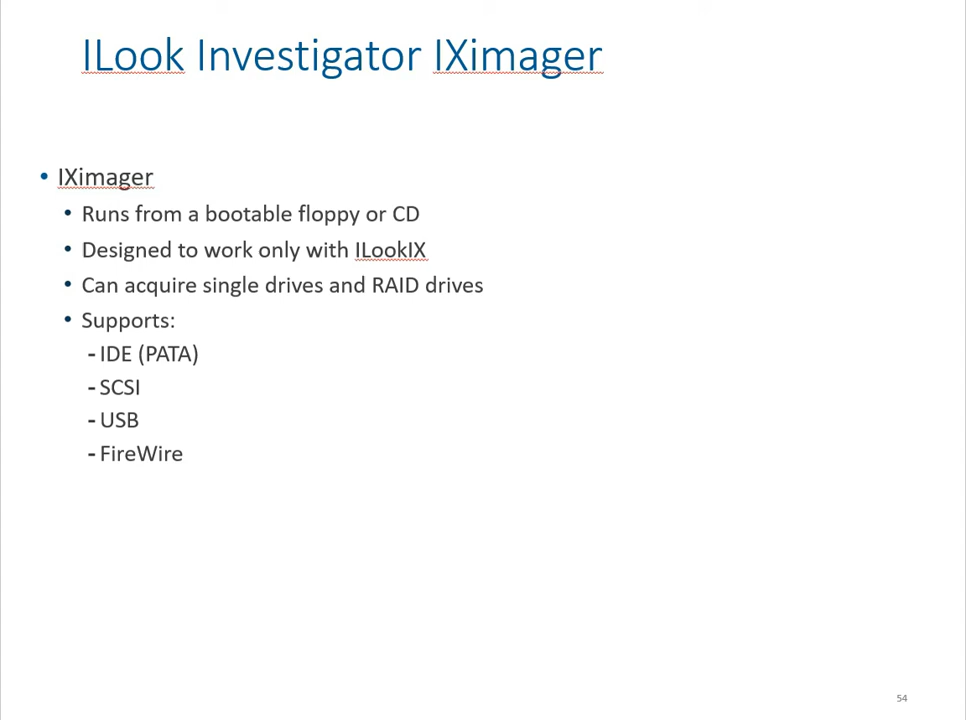 ILook Investigator IXimager
• IXimager
• Runs from a bootable floppy or CD
• Designed to work only with ILookIX
• Can acquire single drives and RAID drives
• Supports:
- IDE (PATA)
- SCSI
- USB
- FireWire
54